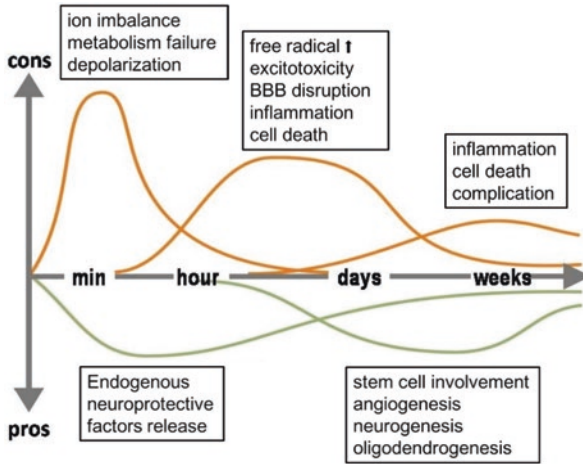 cons
ion imbalance
metabolism failure
depolarization
free radical ⬆
excitotoxicity
BBB disruption
inflammation
cell death
inflammation
cell death
complication
min hour days weeks
Endogenous
neuroprotective
factors release
stem cell involvement
angiogenesis
neurogenesis
oligodendrogenesis
pros